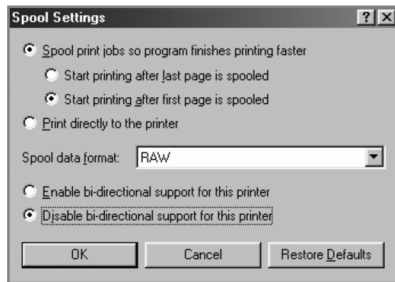 Spool Settings
Spool print jobs so program finishes printing faster
Start printing after last page is spooled
Start printing after first page is spooled
Print directly to the printer
Spool data format: RAW
Enable bi-directional support for this printer
Disable bi-directional support for this printer
OK Cancel Restore Defaults